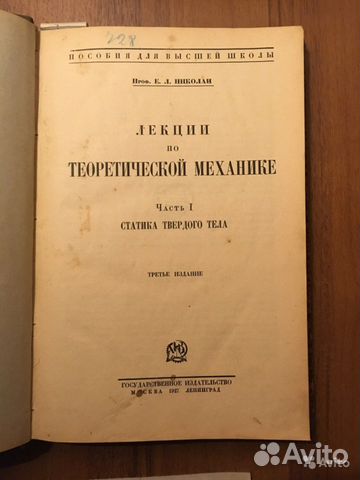 228
ПОСОБИЯ ДЛЯ ВЫСШЕЙ ШКОЛЫ
Проф. Е. Л. НИКОЛАИ
ЛЕКЦИИ
ПО
ТЕОРЕТИЧЕСКОЙ МЕХАНИКЕ
Часть I
СТАТИКА ТВЕРДОГО ТЕЛА
ТРЕТЬЕ ИЗДАНИЕ
ГОСУДАРСТВЕННОЕ ИЗДАТЕЛЬСТВО
МОСКВА 1927 ЛЕНИНГРАД
Avito
Avito